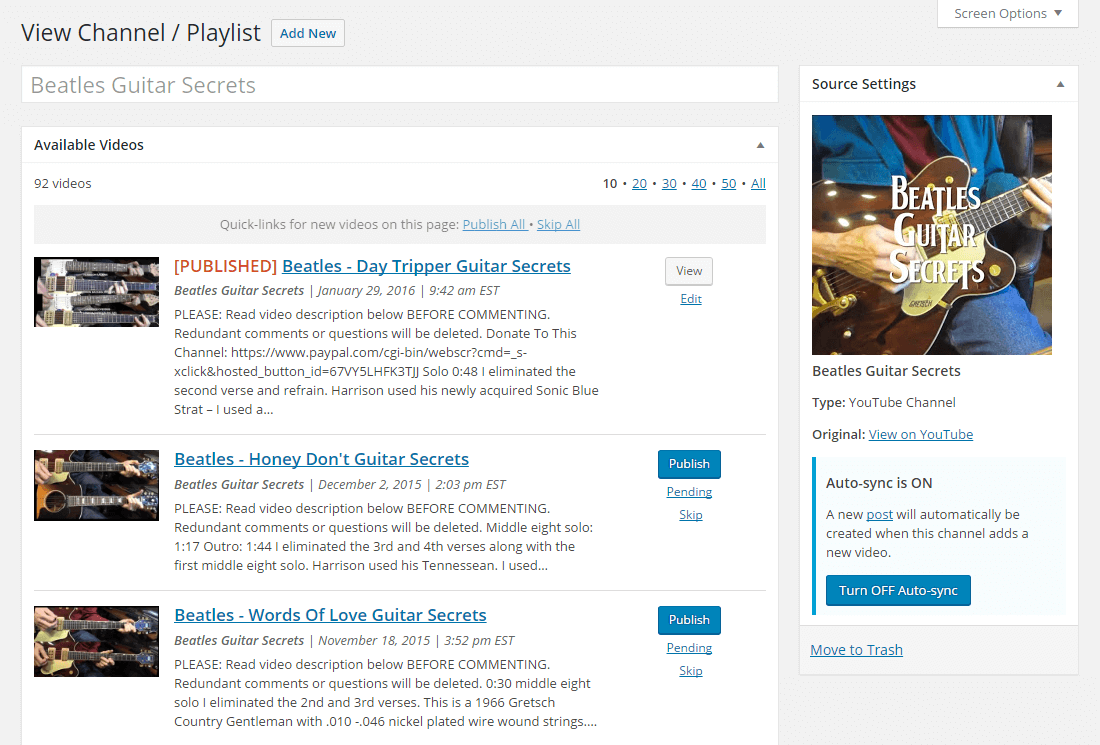 Screen Options
View Channel / Playlist Add New
Beatles Guitar Secrets
Available Videos
92 videos
10 • 20 • 30 • 40 • 50 • All
Quick-links for new videos on this page: Publish All • Skip All
[PUBLISHED] Beatles - Day Tripper Guitar Secrets
Beatles Guitar Secrets | January 29, 2016 | 9:42 am EST
PLEASE: Read video description below BEFORE COMMENTING.
Redundant comments or questions will be deleted. Donate To This
Channel: https://www.paypal.com/cgi-bin/webscr?cmd=_s-
xclick&hosted_button_id=67VY5LHFK3TJJ Solo 0:48 I eliminated the
second verse and refrain. Harrison used his newly acquired Sonic Blue
Strat – I used a…
View
Edit
Beatles - Honey Don't Guitar Secrets
Beatles Guitar Secrets | December 2, 2015 | 2:03 pm EST
PLEASE: Read video description below BEFORE COMMENTING.
Redundant comments or questions will be deleted. Middle eight solo:
1:17 Outro: 1:44 I eliminated the 3rd and 4th verses along with the
first middle eight solo. Harrison used his Tennessean. I used…
Publish
Pending
Skip
Beatles - Words Of Love Guitar Secrets
Beatles Guitar Secrets | November 18, 2015 | 3:52 pm EST
PLEASE: Read video description below BEFORE COMMENTING.
Redundant comments or questions will be deleted. 0:30 middle eight
solo I eliminated the 2nd and 3rd verses. This is a 1966 Gretsch
Country Gentleman with .010 -.046 nickel plated wire wound strings.…
Publish
Pending
Skip
Source Settings
BEATLES
GUITAR
SECRETS
GRETSCH
Beatles Guitar Secrets
Type: YouTube Channel
Original: View on YouTube
Auto-sync is ON
A new post will automatically be
created when this channel adds a
new video.
Turn OFF Auto-sync
Move to Trash